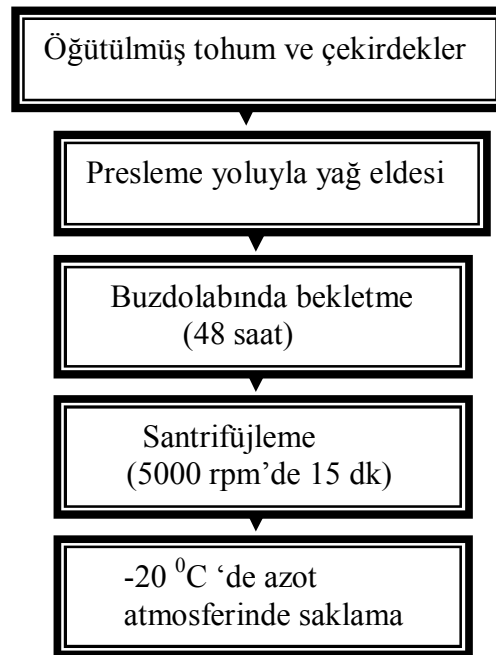 Öğütülmüş tohum ve çekirdekler
Presleme yoluyla yağ eldesi
Buzdolabında bekletme
(48 saat)
Santrifüjleme
(5000 rpm’de 15 dk)
-20 ⁰C ‘de azot
atmosferinde saklama